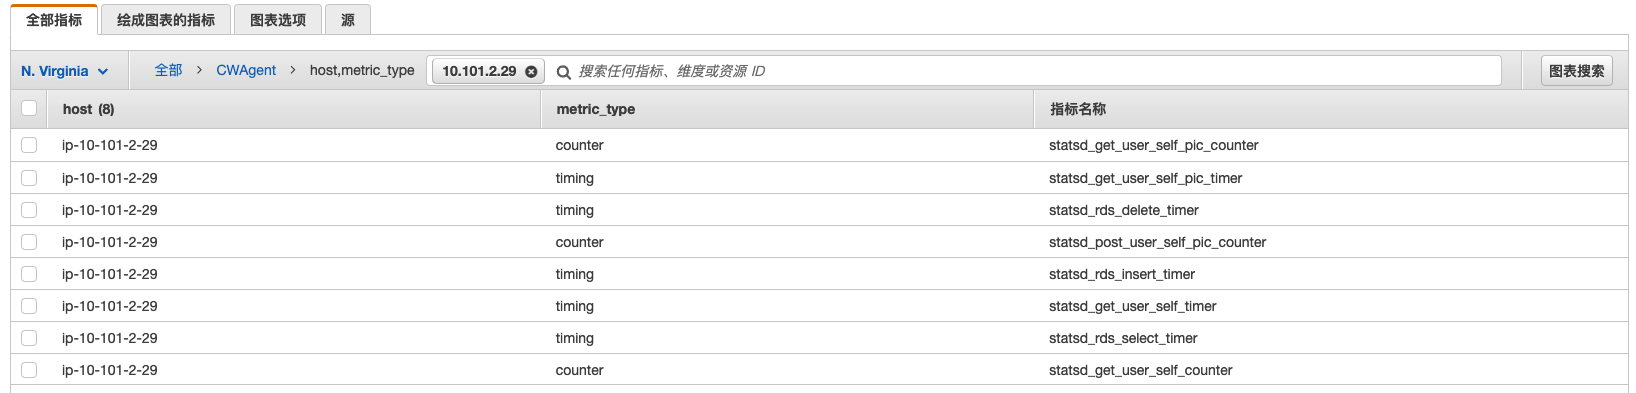 全部指标 绘成图表的指标 图表选项 源
N. Virginia 全部 > CWAgent > host,metric_type 10.101.2.29 搜索任何指标、维度或资源 ID 图表搜索
host (8) metric_type 指标名称
ip-10-101-2-29 counter statsd_get_user_self_pic_counter
ip-10-101-2-29 timing statsd_get_user_self_pic_timer
ip-10-101-2-29 timing statsd_rds_delete_timer
ip-10-101-2-29 counter statsd_post_user_self_pic_counter
ip-10-101-2-29 timing statsd_rds_insert_timer
ip-10-101-2-29 timing statsd_get_user_self_timer
ip-10-101-2-29 timing statsd_rds_select_timer
ip-10-101-2-29 counter statsd_get_user_self_counter